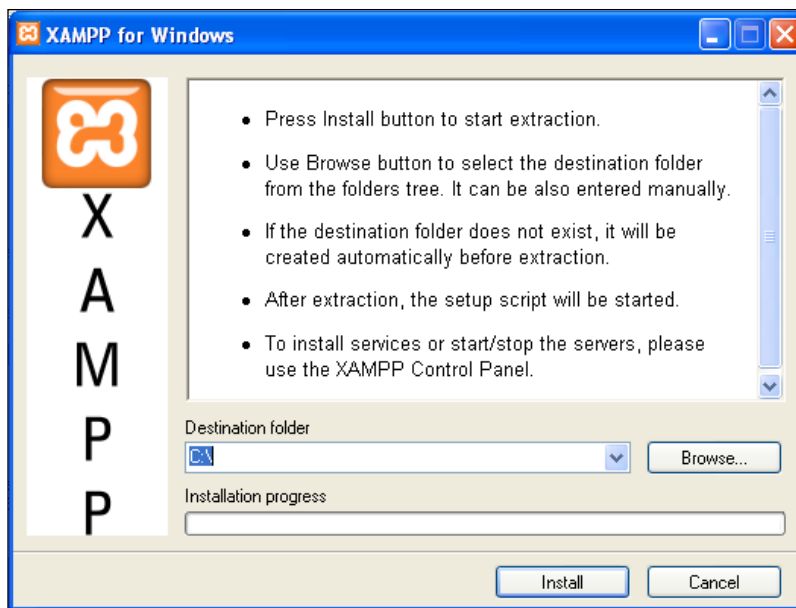 XAMPP for Windows
X
A
M
P
P
• Press Install button to start extraction.
• Use Browse button to select the destination folder
from the folders tree. It can be also entered manually.
• If the destination folder does not exist, it will be
created automatically before extraction.
• After extraction, the setup script will be started.
• To install services or start/stop the servers, please
use the XAMPP Control Panel.
Destination folder
C:\
Browse...
Installation progress
Install
Cancel